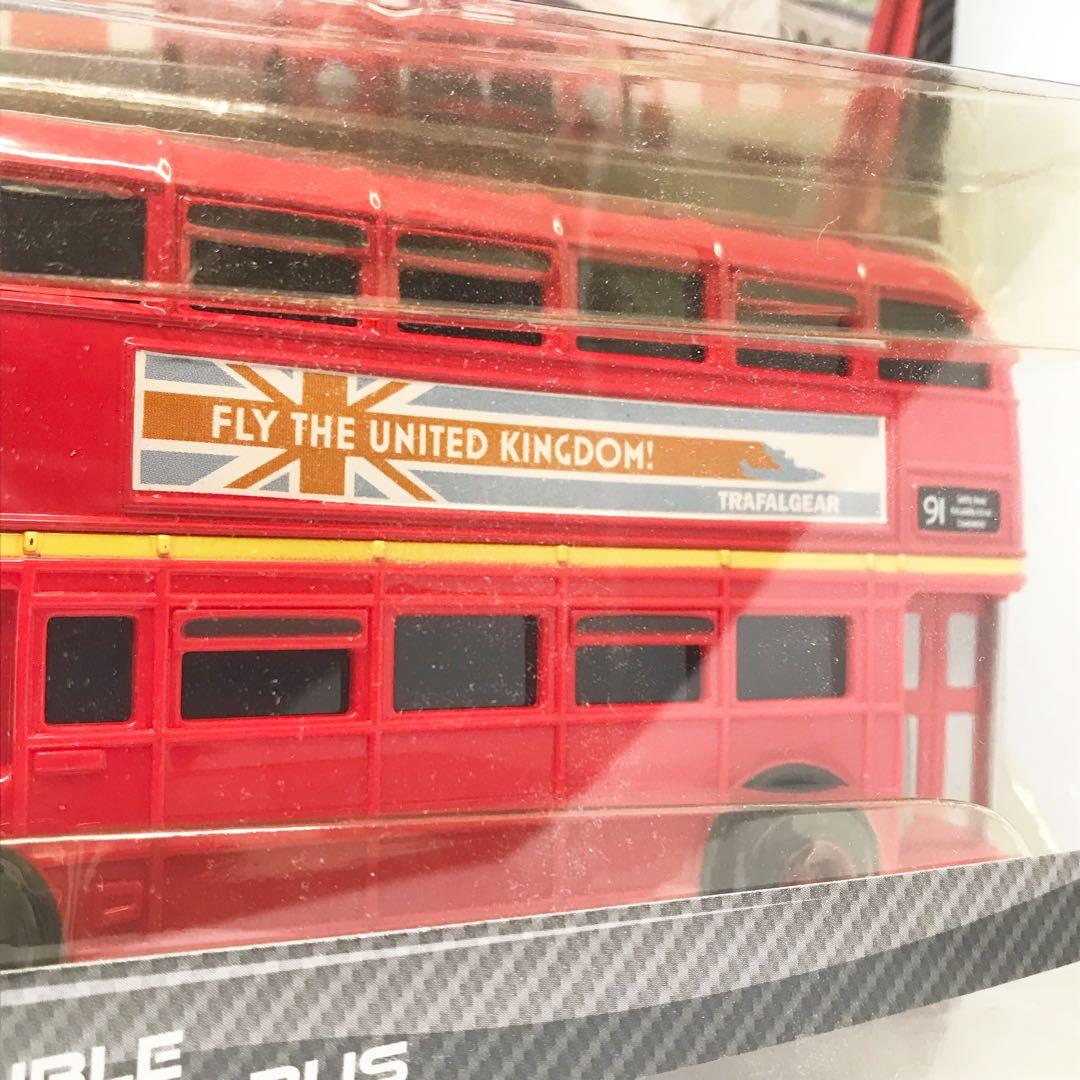 FLY THE UNITED KINGDOM!
TRAFALGEAR
91